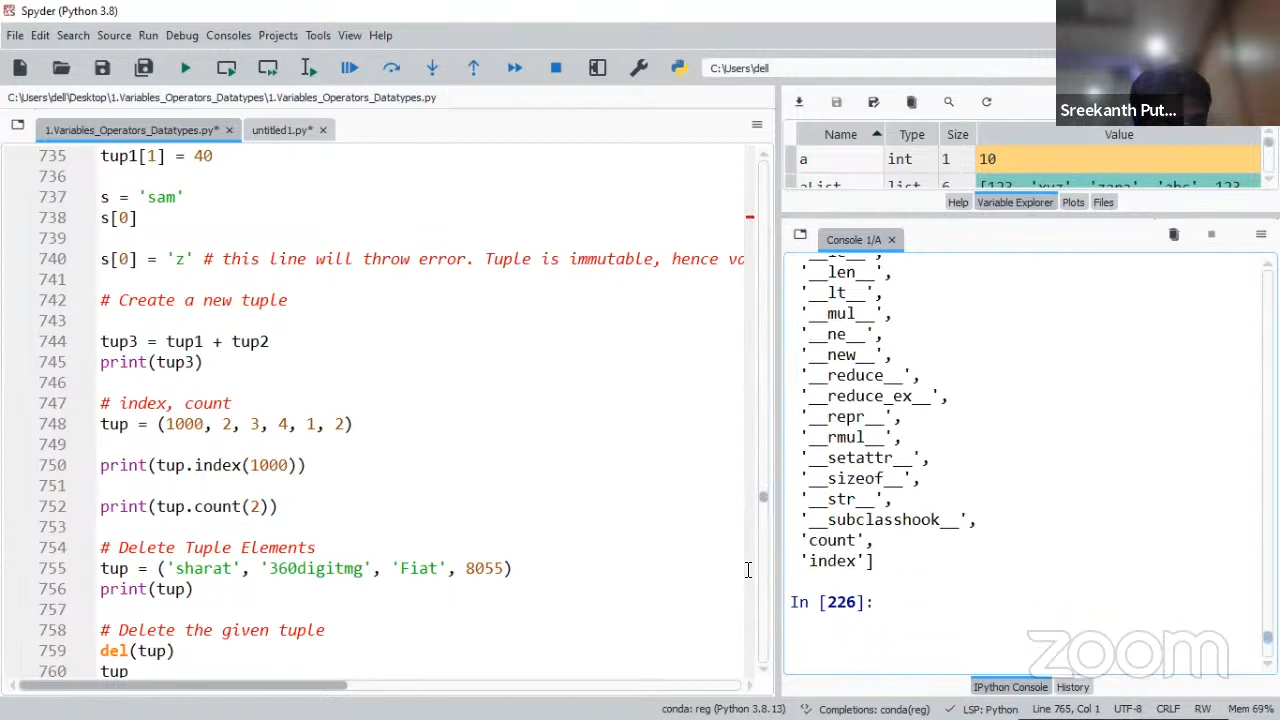 Spyder (Python 3.8)
File Edit Search Source Run Debug Consoles Projects Tools View Help
C:\Users\dell
C:\Users\dell\Desktop\1.Variables_Operators_Datatypes\1.Variables_Operators_Datatypes.py
1.Variables_Operators_Datatypes.py*
untitled1.py*
735 tup1[1] = 40
736
737 s = 'sam'
738 s[0]
739
740 s[0] = 'z' # this line will throw error. Tuple is immutable, hence va
741
742 # Create a new tuple
743
744 tup3 = tup1 + tup2
745 print(tup3)
746
747 # index, count
748 tup = (1000, 2, 3, 4, 1, 2)
749
750 print(tup.index(1000))
751
752 print(tup.count(2))
753
754 # Delete Tuple Elements
755 tup = ('sharat', '360digitmg', 'Fiat', 8055)
756 print(tup)
757
758 # Delete the given tuple
759 del(tup)
760 tup
Sreekanth Put...
Name Type Size Value
a int 1 10
aList list 6 [123, 'xyz', 'zara', 'abc', 123,
Help Variable Explorer Plots Files
Console 1/A
'__le__',
'__len__',
'__lt__',
'__mul__',
'__ne__',
'__new__',
'__reduce__',
'__reduce_ex__',
'__repr__',
'__rmul__',
'__setattr__',
'__sizeof__',
'__str__',
'__subclasshook__',
'count',
'index']
In [226]:
zoom
IPython Console History
conda: reg (Python 3.8.13) Completions: conda(reg) LSP: Python Line 765, Col 1 UTF-8 CRLF RW Mem 69%